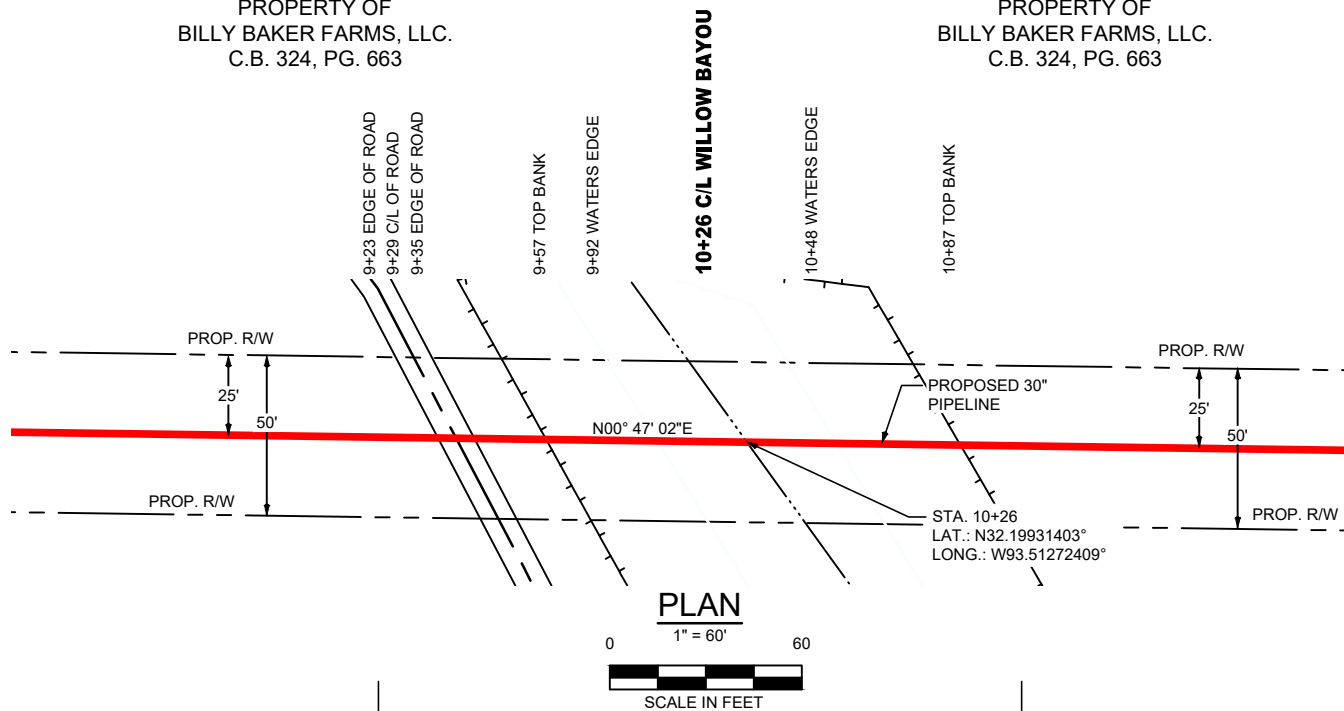 PROPERTY OF
BILLY BAKER FARMS, LLC.
C.B. 324, PG. 663
PROPERTY OF
BILLY BAKER FARMS, LLC.
C.B. 324, PG. 663
9+23 EDGE OF ROAD
9+29 C/L OF ROAD
9+35 EDGE OF ROAD
9+57 TOP BANK
9+92 WATERS EDGE
10+26 C/L WILLOW BAYOU
10+48 WATERS EDGE
10+87 TOP BANK
PROP. R/W
PROP. R/W
25'
50'
N00° 47' 02"E
PROPOSED 30"
PIPELINE
25'
50'
PROP. R/W
PROP. R/W
STA. 10+26
LAT.: N32.19931403°
LONG.: W93.51272409°
PLAN
1" = 60'
0 60
SCALE IN FEET